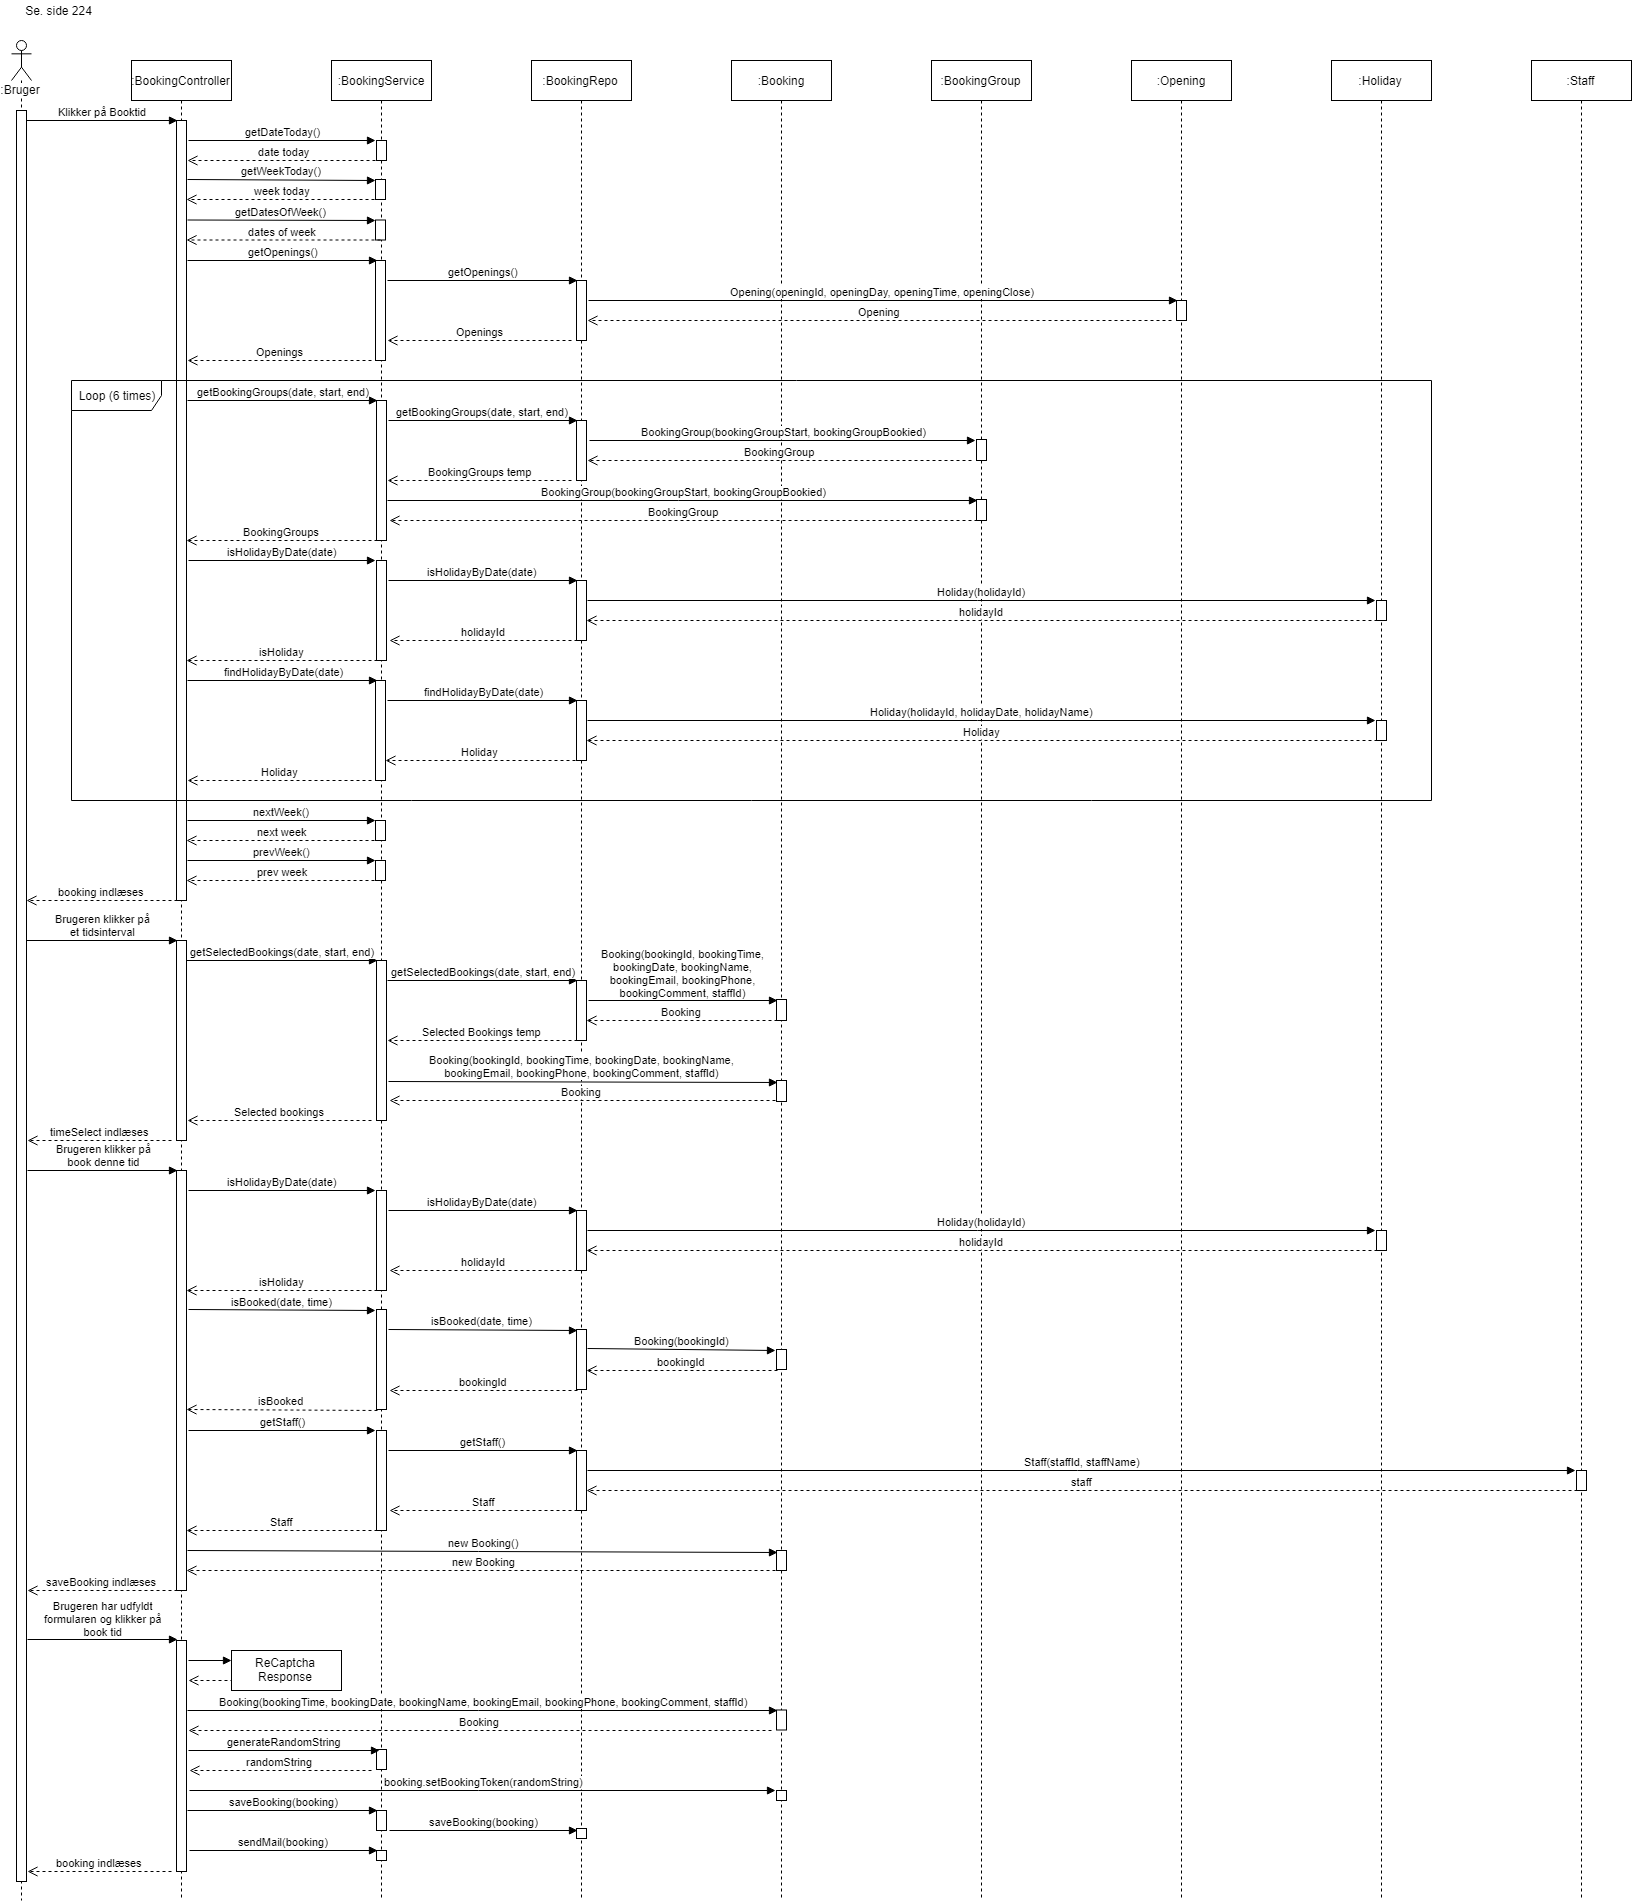 Se. side 224
:Bruger
:BookingController
:BookingService
:BookingRepo
:Booking
:BookingGroup
:Opening
:Holiday
:Staff
Klikker på Booktid
getDateToday()
date today
getWeekToday()
week today
getDatesOfWeek()
dates of week
getOpenings()
getOpenings()
Opening(openingId, openingDay, openingTime, openingClose)
Opening
Openings
Openings
Loop (6 times)
getBookingGroups(date, start, end)
getBookingGroups(date, start, end)
BookingGroup(bookingGroupStart, bookingGroupBookied)
BookingGroup
BookingGroups temp
BookingGroup(bookingGroupStart, bookingGroupBookied)
BookingGroup
BookingGroups
isHolidayByDate(date)
isHolidayByDate(date)
Holiday(holidayId)
holidayId
holidayId
isHoliday
findHolidayByDate(date)
findHolidayByDate(date)
Holiday(holidayId, holidayDate, holidayName)
Holiday
Holiday
Holiday
nextWeek()
next week
prevWeek()
prev week
booking indlæses
Brugeren klikker på
et tidsinterval
getSelectedBookings(date, start, end)
getSelectedBookings(date, start, end)
Booking(bookingId, bookingTime,
bookingDate, bookingName,
bookingEmail, bookingPhone,
bookingComment, staffId)
Booking
Selected Bookings temp
Booking(bookingId, bookingTime, bookingDate, bookingName,
bookingEmail, bookingPhone, bookingComment, staffId)
Booking
Selected bookings
timeSelect indlæses
Brugeren klikker på
book denne tid
isHolidayByDate(date)
isHolidayByDate(date)
Holiday(holidayId)
holidayId
holidayId
isHoliday
isBooked(date, time)
isBooked(date, time)
Booking(bookingId)
bookingId
bookingId
isBooked
getStaff()
getStaff()
Staff(staffId, staffName)
staff
Staff
Staff
new Booking()
new Booking
saveBooking indlæses
Brugeren har udfyldt
formularen og klikker på
book tid
ReCaptcha
Response
Booking(bookingTime, bookingDate, bookingName, bookingEmail, bookingPhone, bookingComment, staffId)
Booking
generateRandomString
randomString
booking.setBookingToken(randomString)
saveBooking(booking)
saveBooking(booking)
sendMail(booking)
booking indlæses